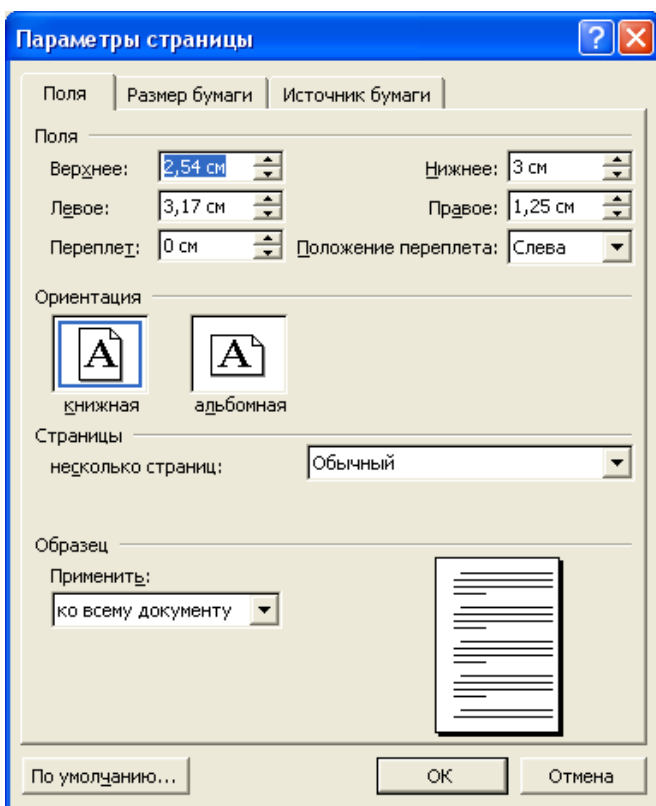 Параметры страницы
Поля Размер бумаги Источник бумаги
Поля
Верхнее: 2,54 см Нижнее: 3 см
Левое: 3,17 см Правое: 1,25 см
Переплет: 0 см Положение переплета: Слева
Ориентация
A A
книжная альбомная
Страницы
несколько страниц: Обычный
Образец
Применить:
ко всему документу
По умолчанию... ОК Отмена